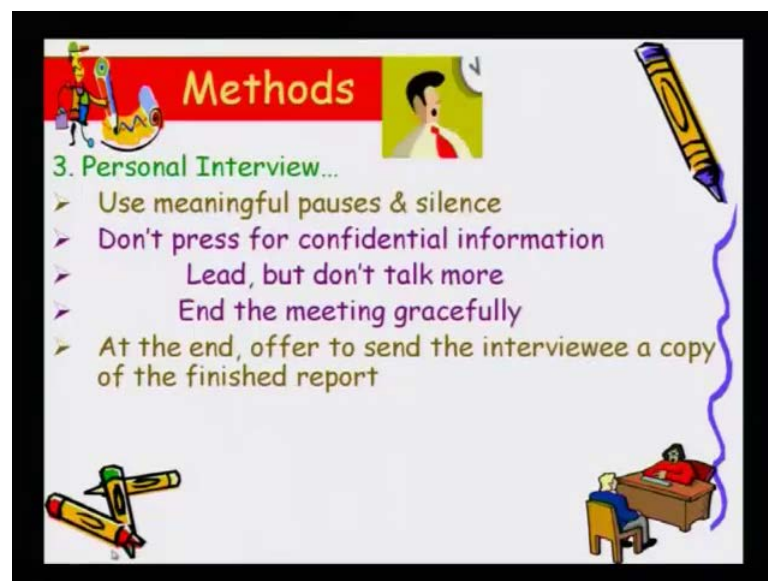 Methods
3. Personal Interview...
➢ Use meaningful pauses & silence
➢ Don't press for confidential information
➢ Lead, but don't talk more
➢ End the meeting gracefully
➢ At the end, offer to send the interviewee a copy
of the finished report